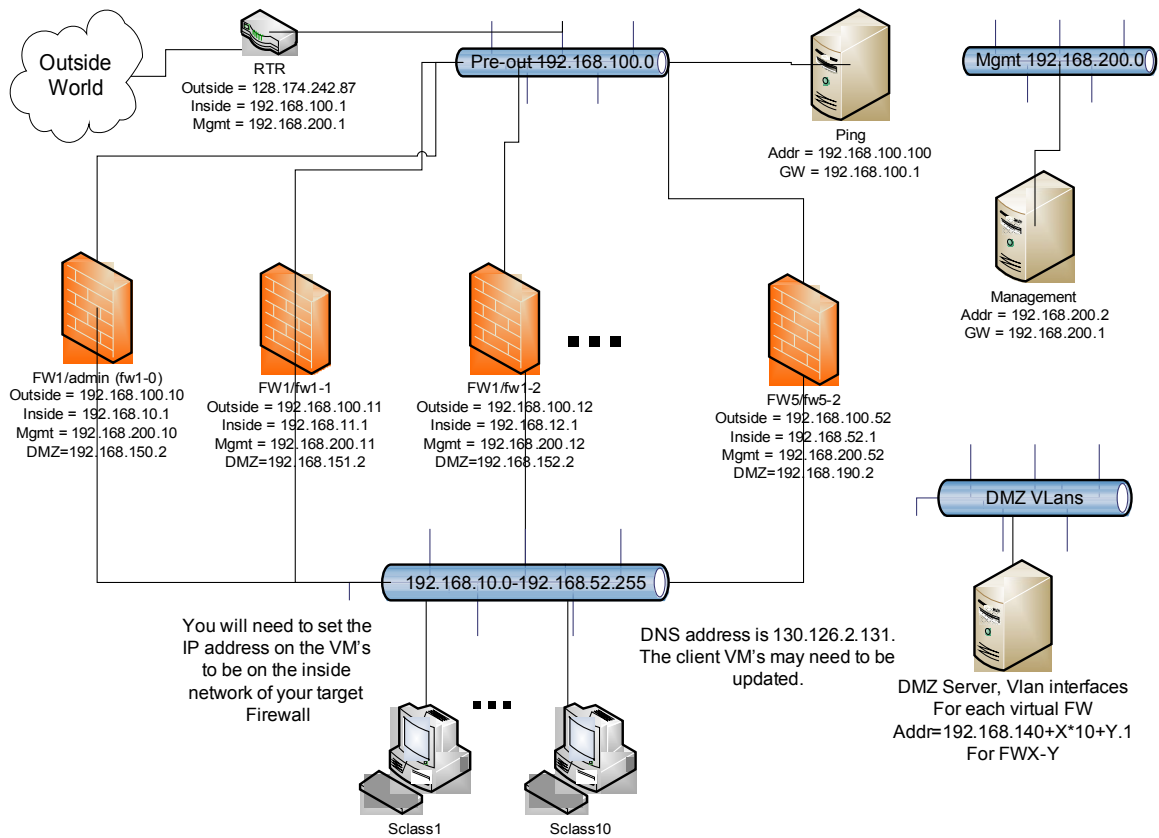 Outside
World
RTR
Outside = 128.174.242.87
Inside = 192.168.100.1
Mgmt = 192.168.200.1
Pre-out 192.168.100.0
Ping
Addr = 192.168.100.100
GW = 192.168.100.1
Mgmt 192.168.200.0
Management
Addr = 192.168.200.2
GW = 192.168.200.1
FW1/admin (fw1-0)
Outside = 192.168.100.10
Inside = 192.168.10.1
Mgmt = 192.168.200.10
DMZ=192.168.150.2
FW1/fw1-1
Outside = 192.168.100.11
Inside = 192.168.11.1
Mgmt = 192.168.200.11
DMZ=192.168.151.2
FW1/fw1-2
Outside = 192.168.100.12
Inside = 192.168.12.1
Mgmt = 192.168.200.12
DMZ=192.168.152.2
FW5/fw5-2
Outside = 192.168.100.52
Inside = 192.168.52.1
Mgmt = 192.168.200.52
DMZ=192.168.190.2
DMZ VLans
192.168.10.0-192.168.52.255
You will need to set the
IP address on the VM's
to be on the inside
network of your target
Firewall
DNS address is 130.126.2.131.
The client VM's may need to be
updated.
DMZ Server, Vlan interfaces
For each virtual FW
Addr=192.168.140+X*10+Y.1
For FWX-Y
Sclass1
Sclass10